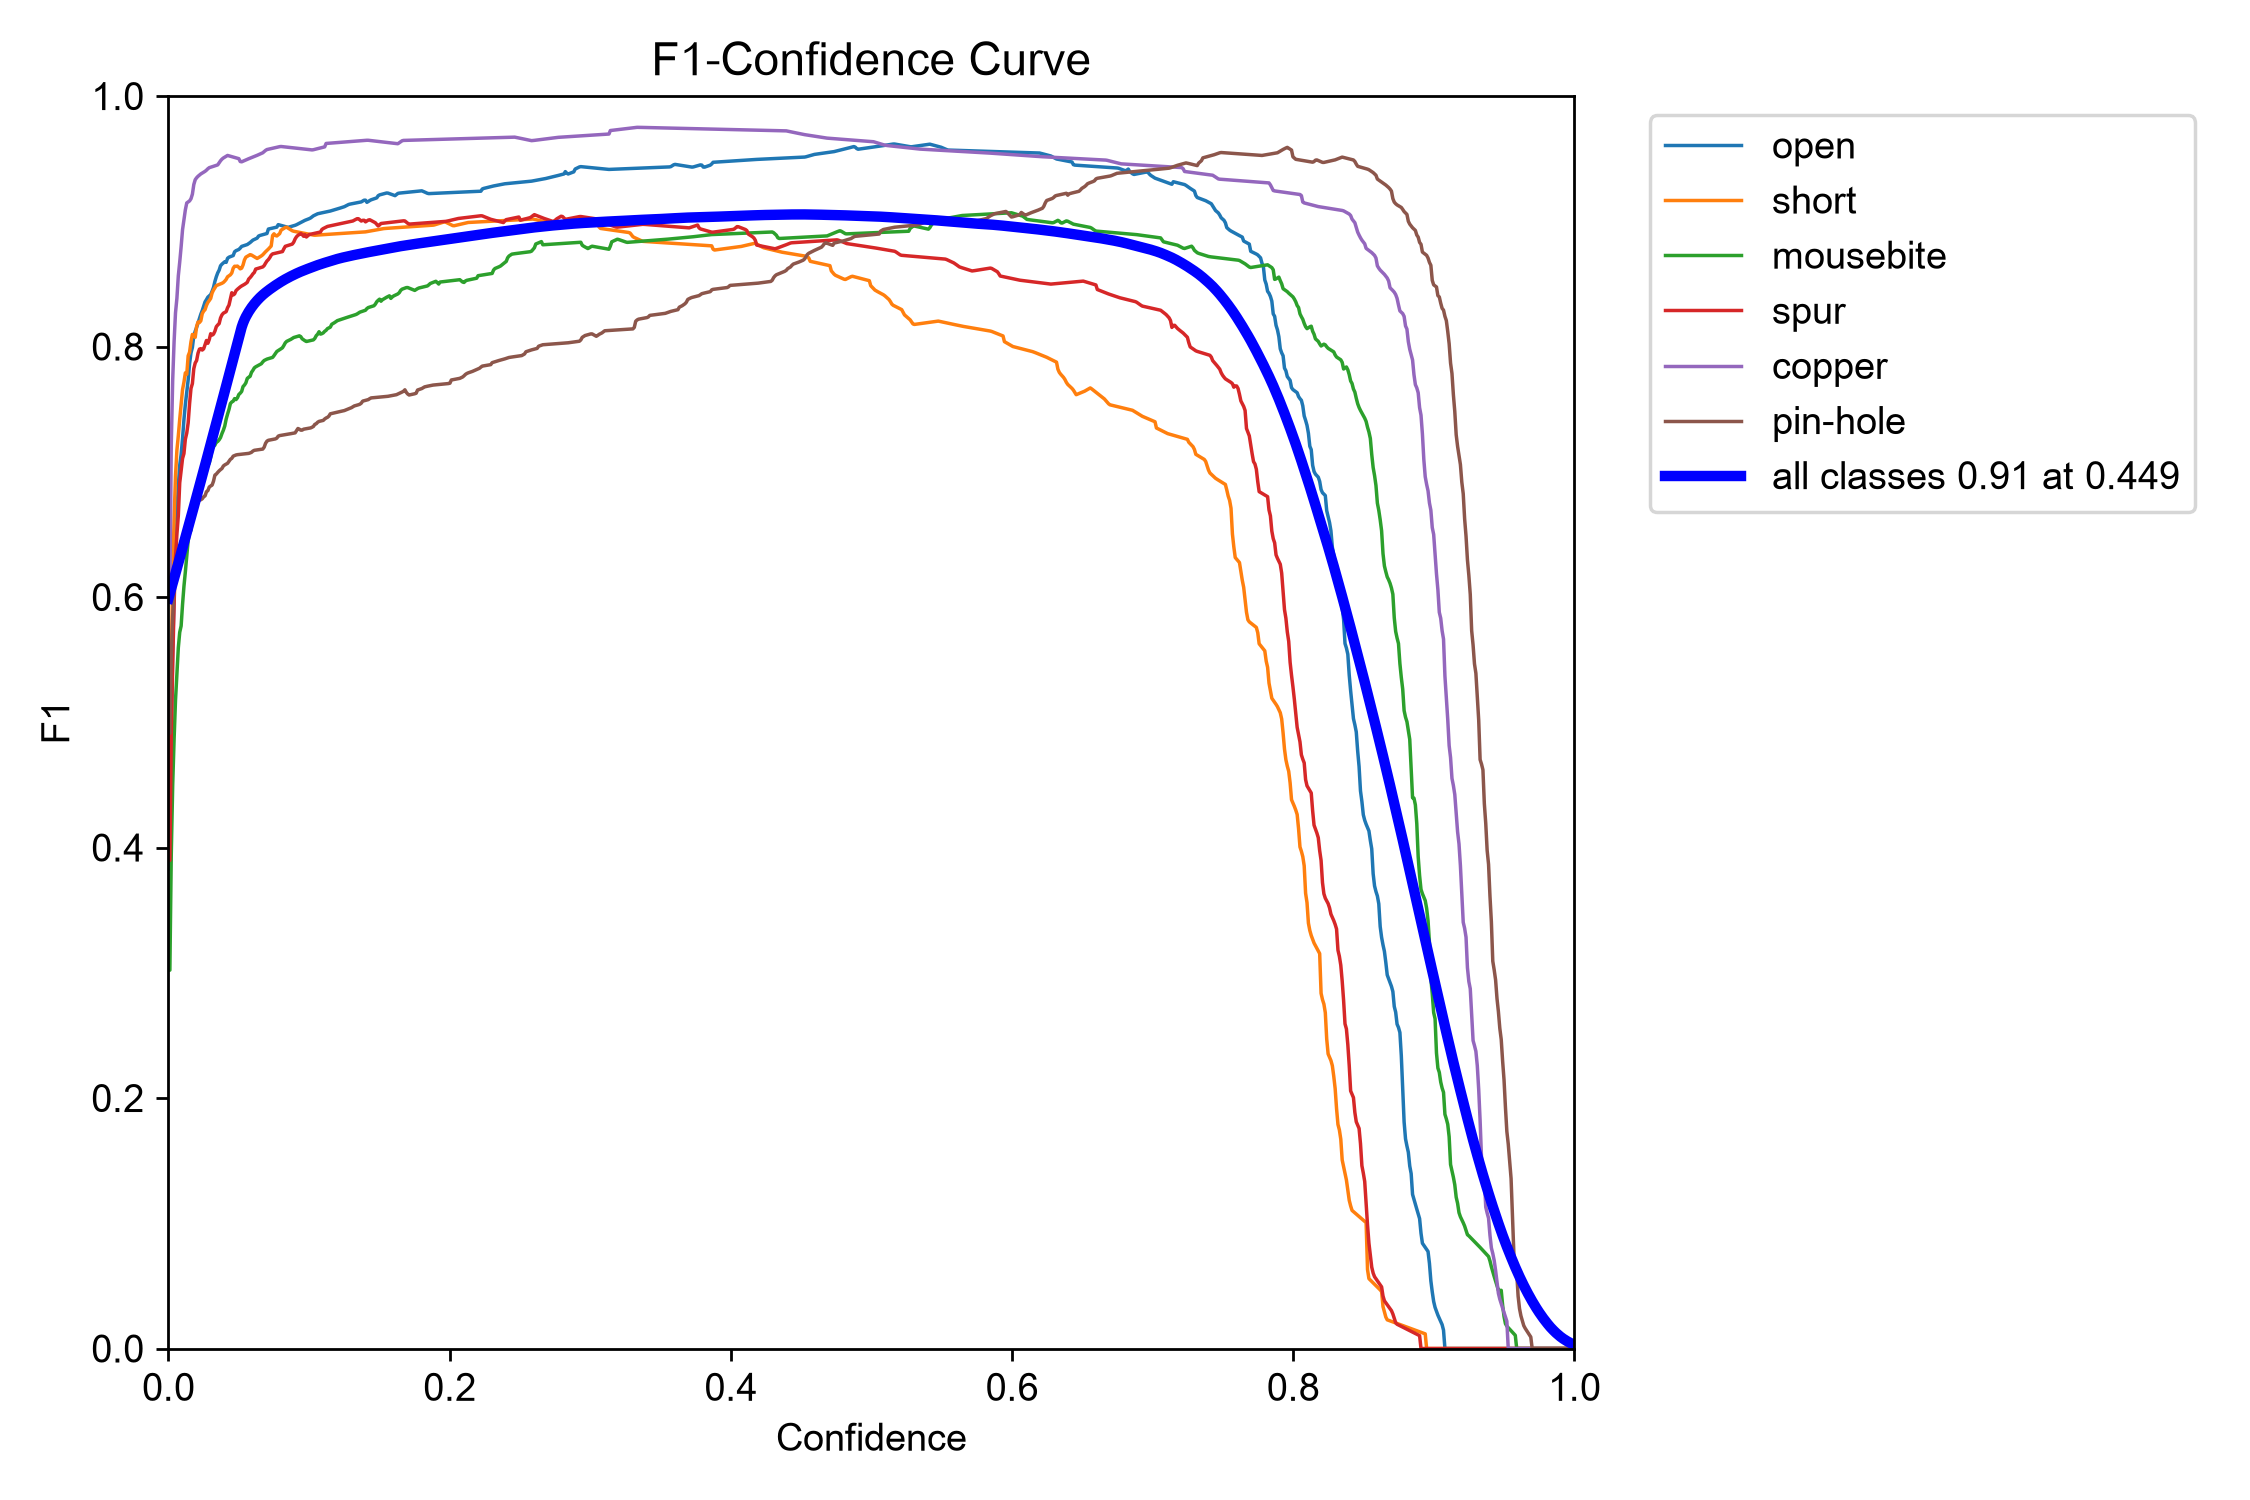 F1-Confidence Curve
1.0
0.8
0.6
0.4
0.2
0.0
F1
0.0 0.2 0.4 0.6 0.8 1.0
Confidence
open
short
mousebite
spur
copper
pin-hole
all classes 0.91 at 0.449